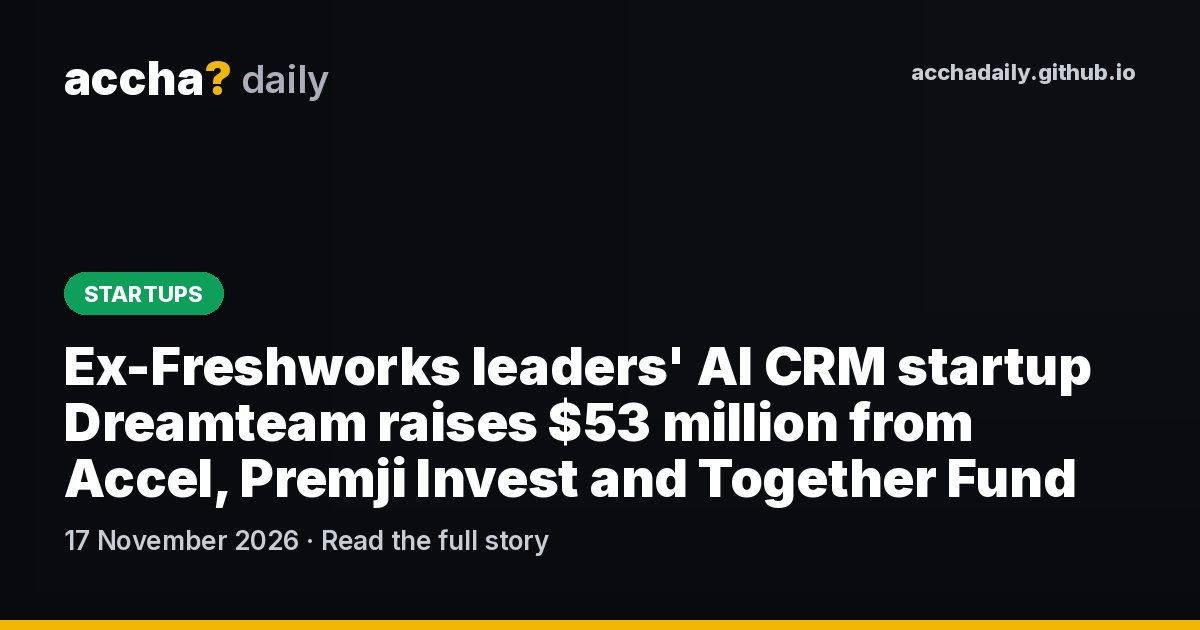 accha? daily
acchadaily.github.io
STARTUPS
Ex-Freshworks leaders' AI CRM startup
Dreamteam raises $53 million from
Accel, Premji Invest and Together Fund
17 November 2026 · Read the full story